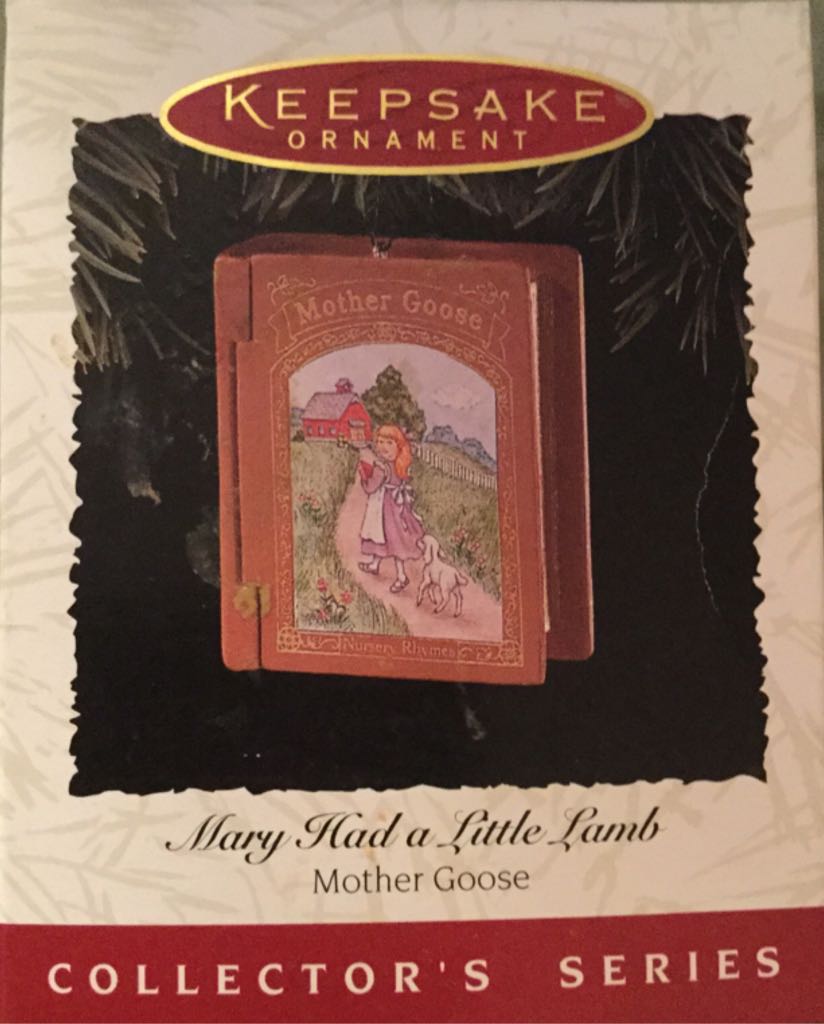 KEEPSAKE
ORNAMENT
Mother Goose
Nursery Rhymes
Mary Had a Little Lamb
Mother Goose
COLLECTOR'S SERIES